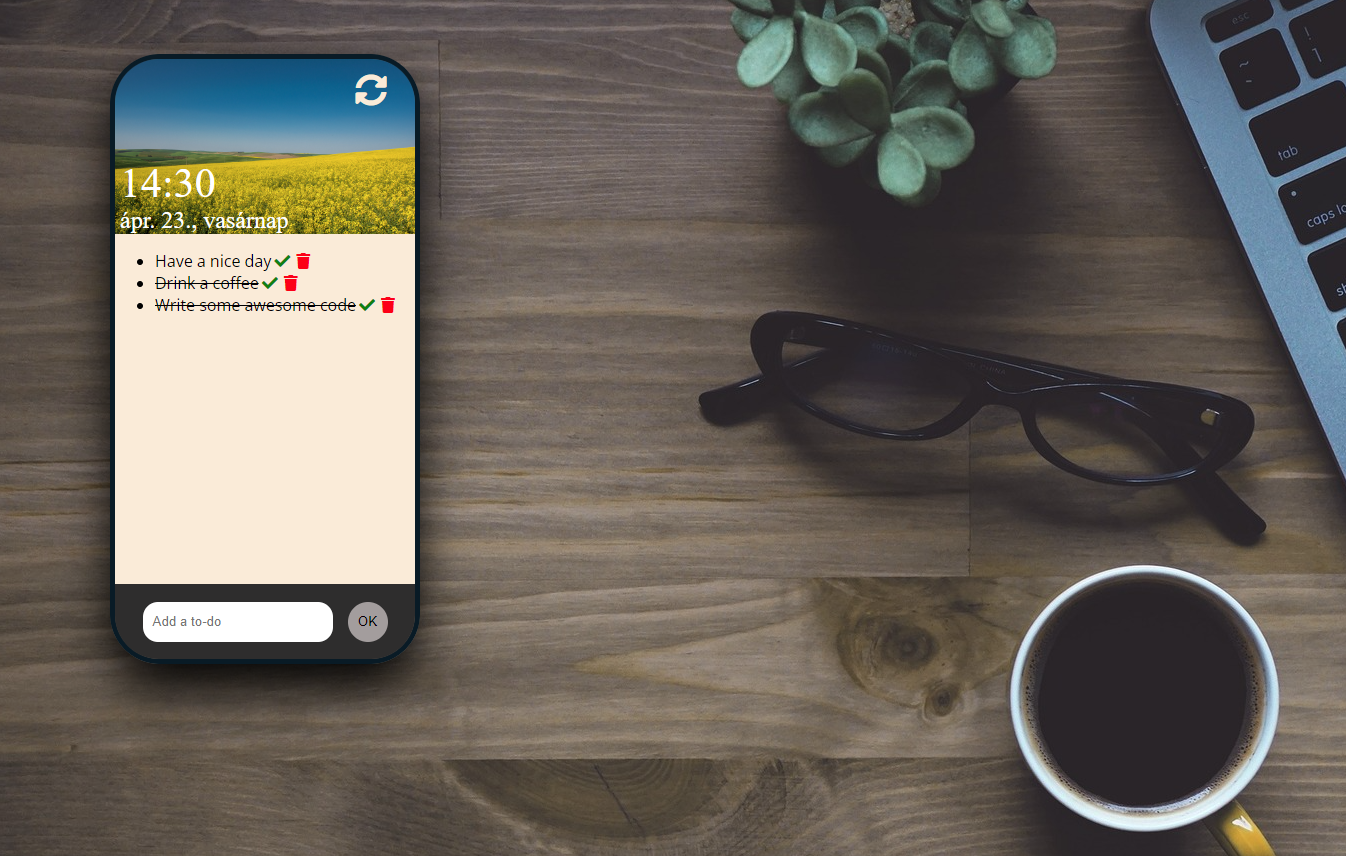 14:30
ápr. 23., vasárnap
Have a nice day
Drink a coffee
Write some awesome code
Add a to-do
OK
esc
tab
caps lo
sh